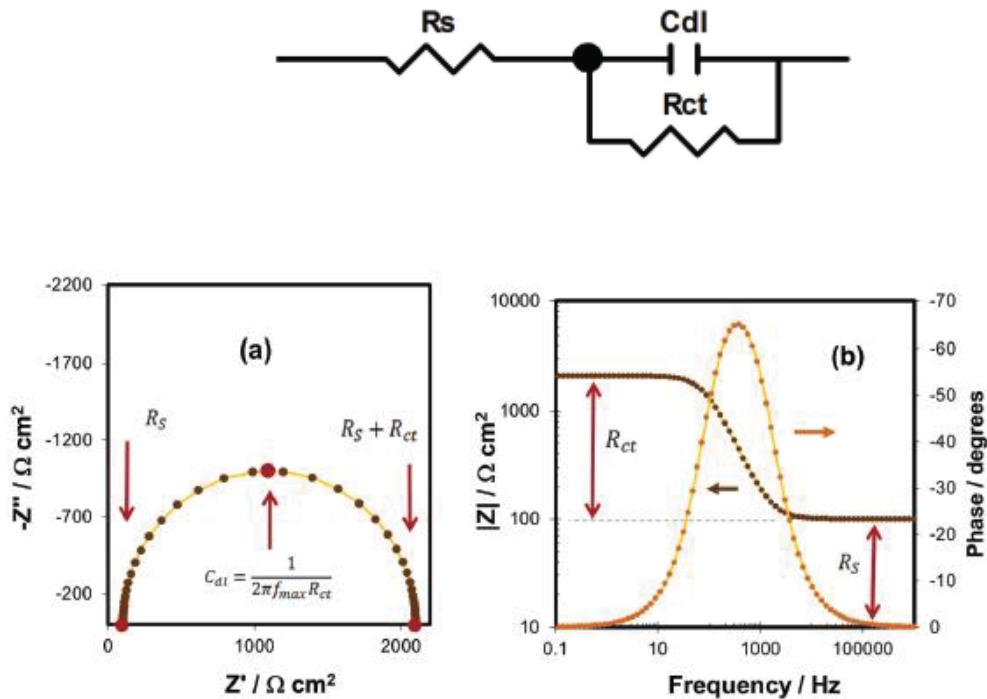 Rs
Cdl
Rct
-2200
-1700
-1200
-700
-200
-Z" / Ω cm²
(a)
R_S
R_S + R_ct
C_dl = 1 / 2πf_max R_ct
0
1000
2000
Z' / Ω cm²
10000
1000
100
10
|Z| / Ω cm²
(b)
R_ct
R_S
-70
-60
-50
-40
-30
-20
-10
0
Phase / degrees
0.1
10
1000
100000
Frequency / Hz